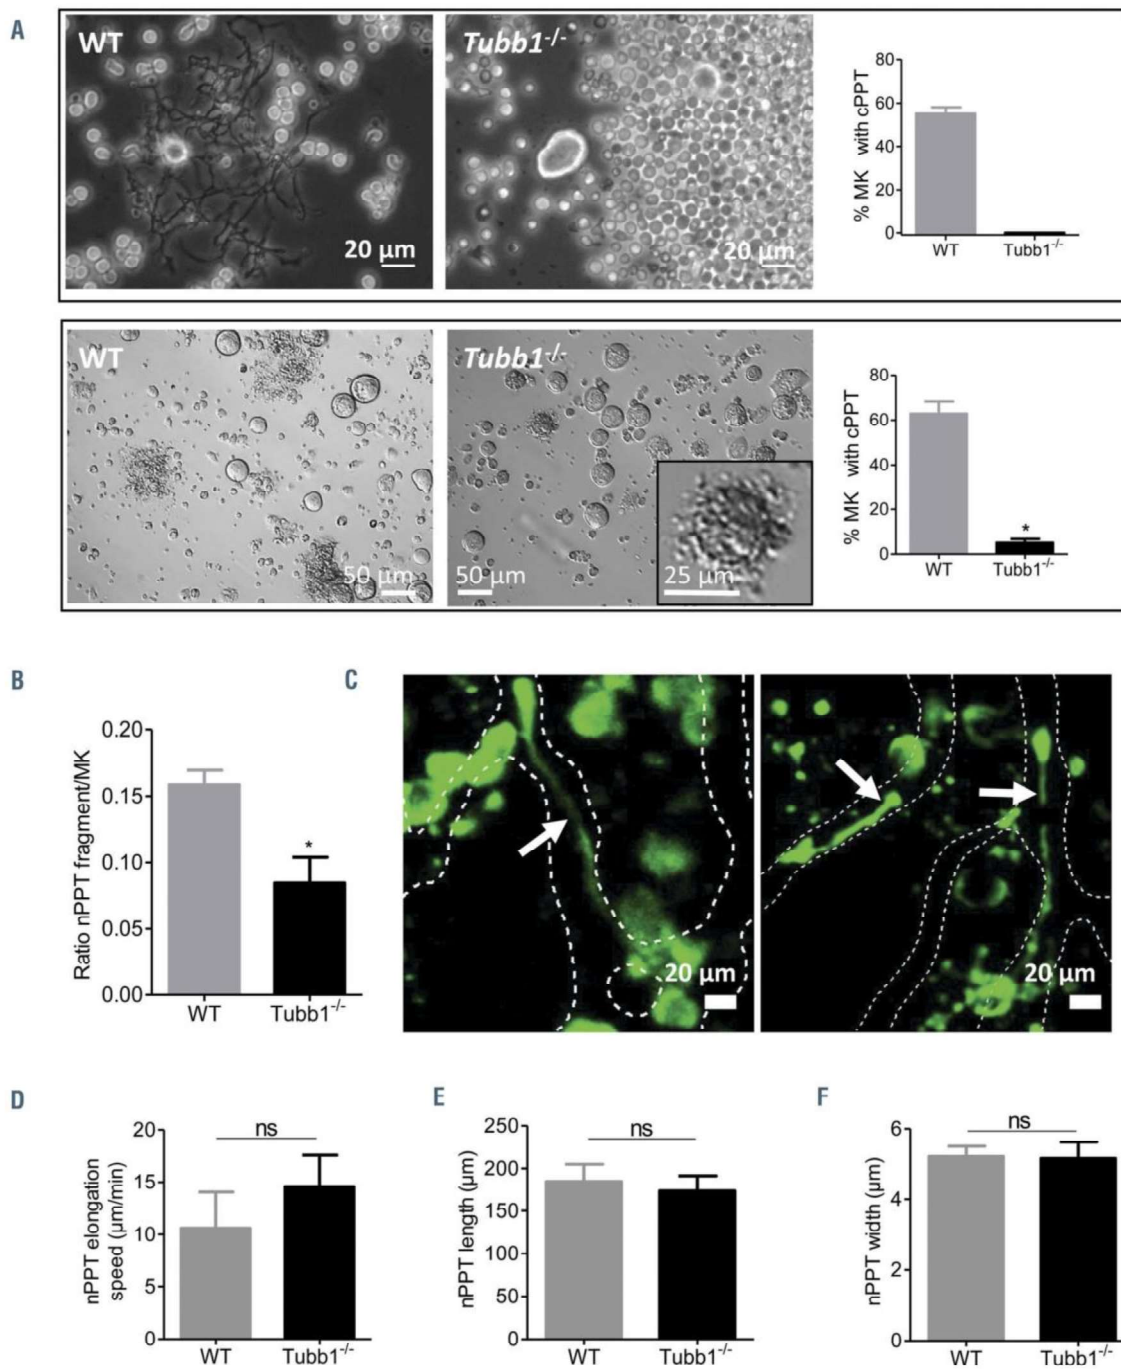 A
WT
20 µm
Tubb1⁻/⁻
20 µm
% MK with cPPT
80
60
40
20
0
WT
Tubb1⁻/⁻
WT
50 µm
Tubb1⁻/⁻
50 µm
25 µm
% MK with cPPT
80
60
40
20
0
*
WT
Tubb1⁻/⁻
B
Ratio nPPT fragment/MK
0.20
0.15
0.10
0.05
0.00
*
WT
Tubb1⁻/⁻
C
20 µm
20 µm
D
nPPT elongation
speed (µm/min)
20
15
10
5
0
ns
WT
Tubb1⁻/⁻
E
nPPT length (µm)
250
200
150
100
50
0
ns
WT
Tubb1⁻/⁻
F
nPPT width (µm)
6
4
2
0
ns
WT
Tubb1⁻/⁻